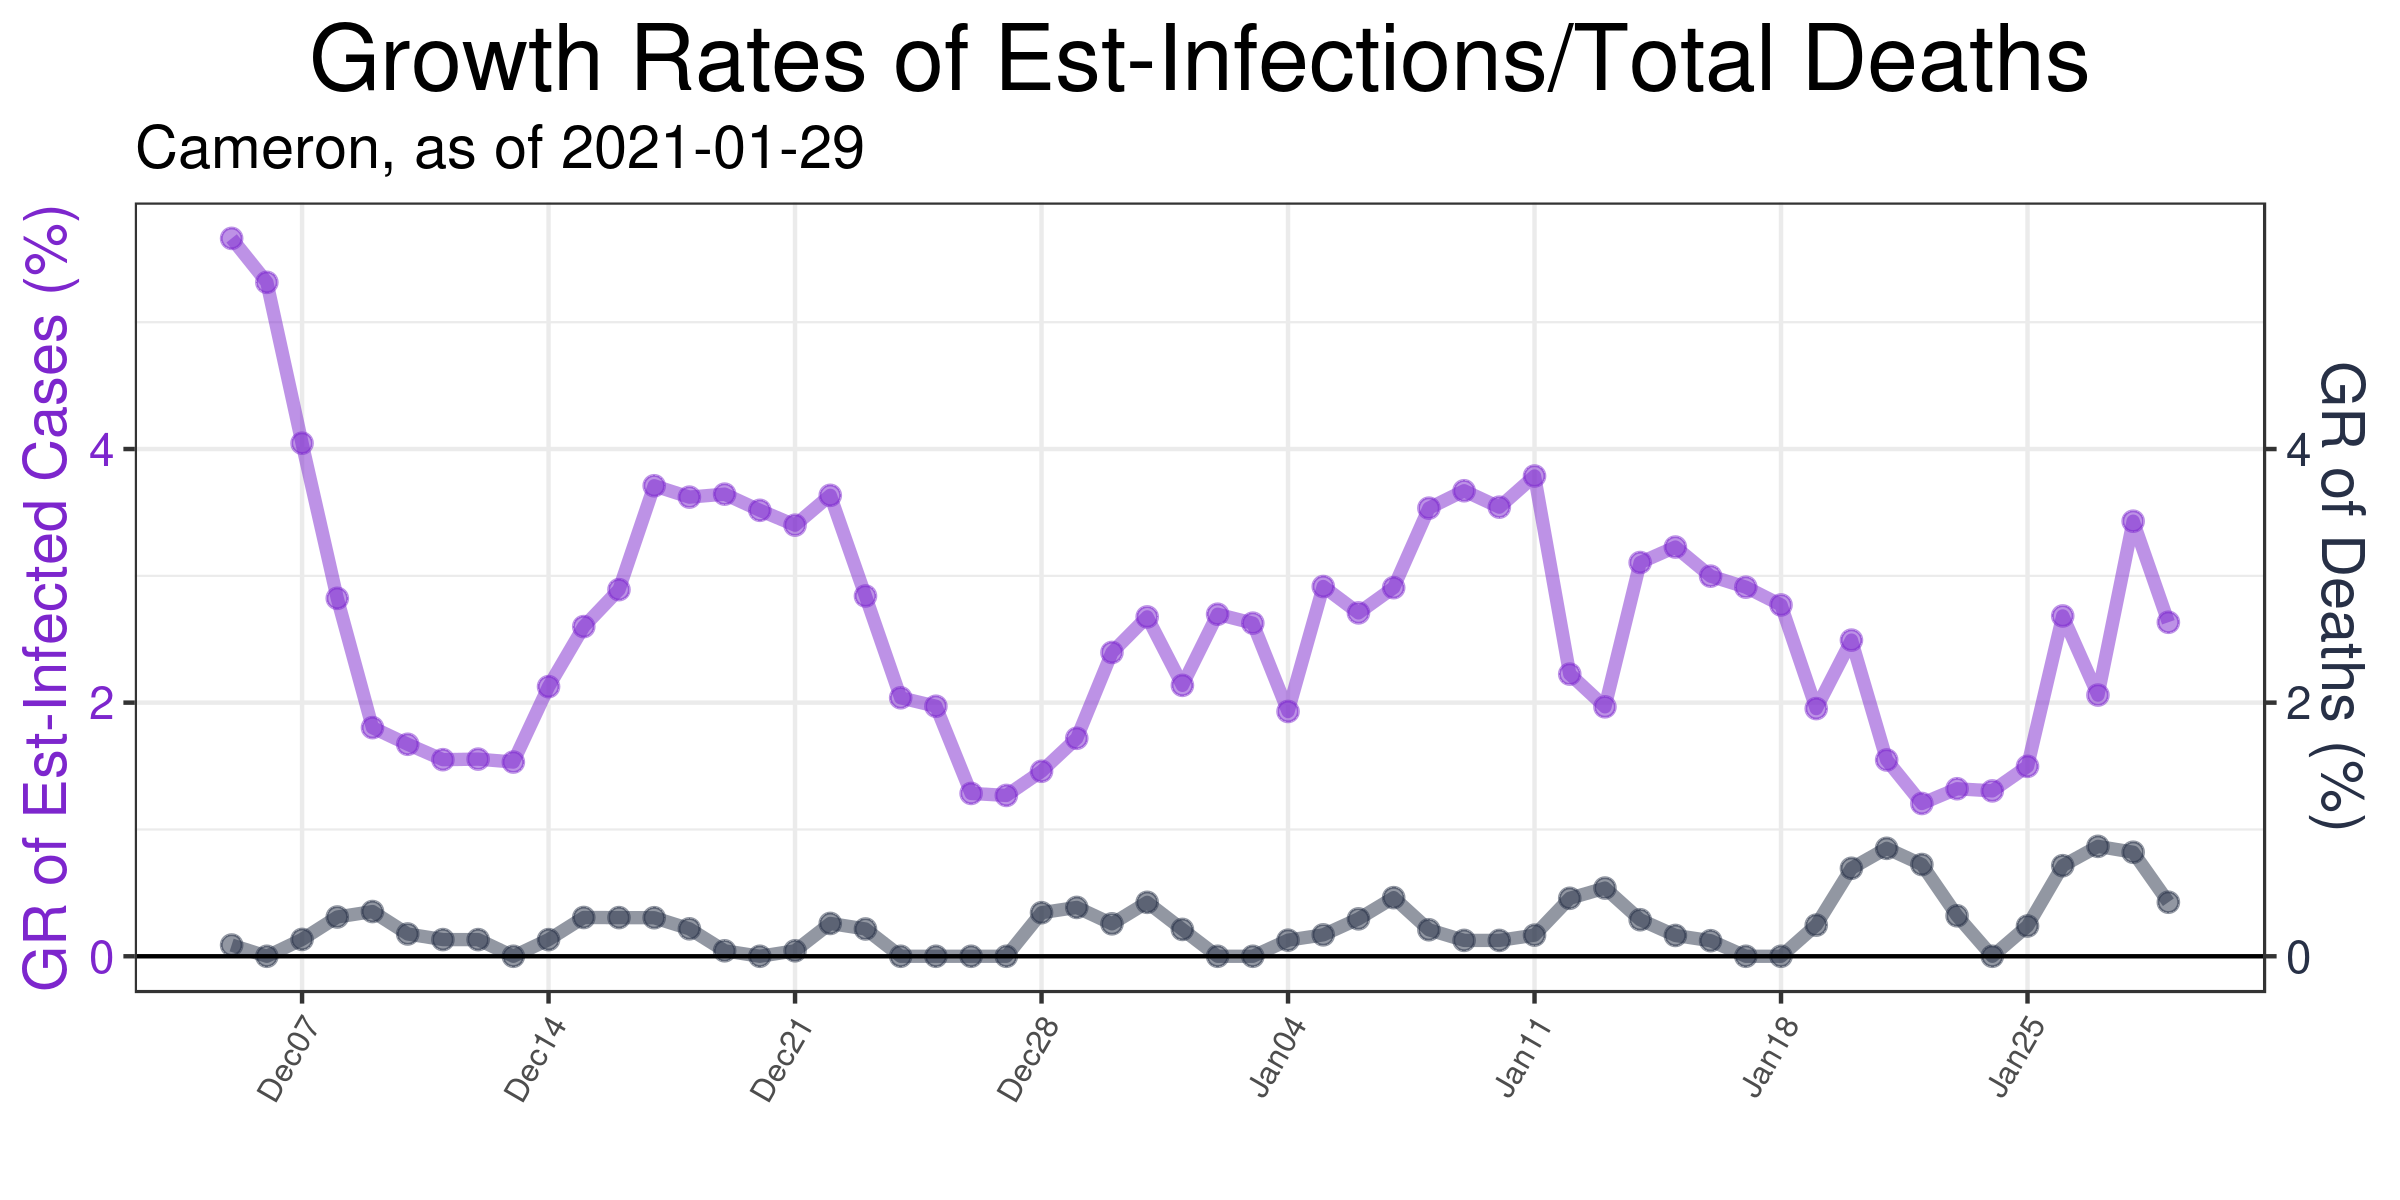 Growth Rates of Est-Infections/Total Deaths
Cameron, as of 2021-01-29
GR of Est-Infected Cases (%)
4
2
0
4
2
0
GR of Deaths (%)
Dec07
Dec14
Dec21
Dec28
Jan04
Jan11
Jan18
Jan25